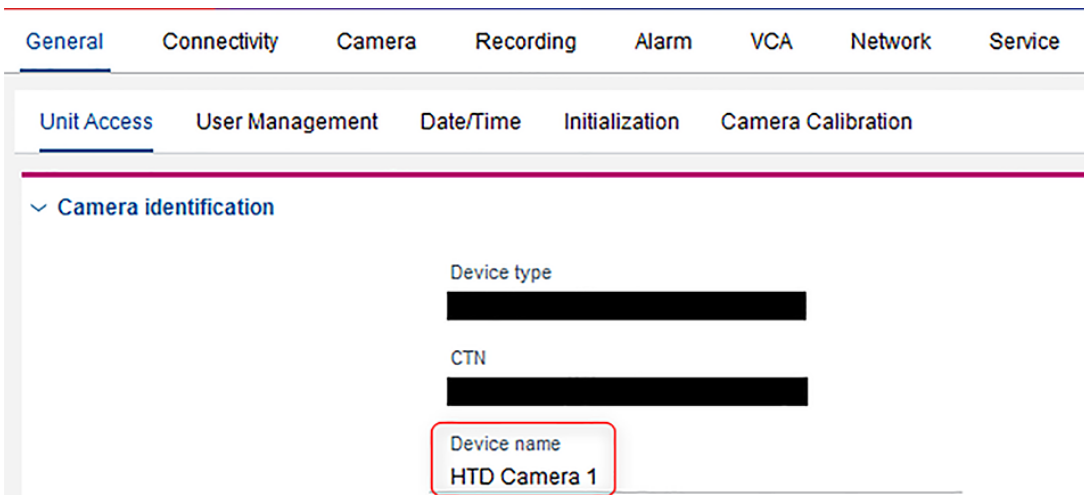 General Connectivity Camera Recording Alarm VCA Network Service
Unit Access User Management Date/Time Initialization Camera Calibration
Camera identification
Device type
CTN
Device name
HTD Camera 1